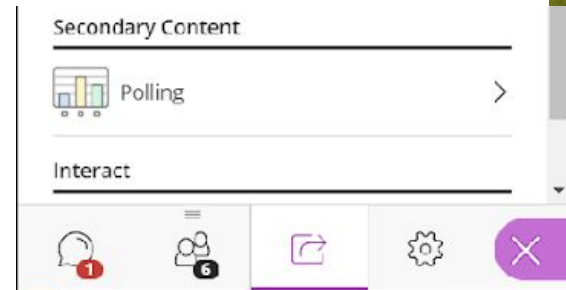 Secondary Content
Polling
Interact
1
6